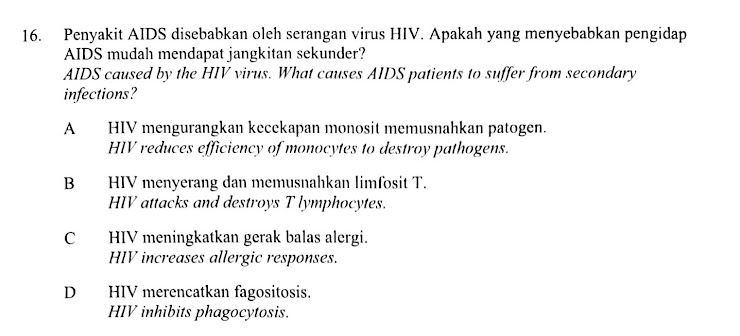 16. Penyakit AIDS disebabkan oleh serangan virus HIV. Apakah yang menyebabkan pengidap
AIDS mudah mendapat jangkitan sekunder?
AIDS caused by the HIV virus. What causes AIDS patients to suffer from secondary
infections?
A HIV mengurangkan kecekapan monosit memusnahkan patogen.
HIV reduces efficiency of monocytes to destroy pathogens.
B HIV menyerang dan memusnahkan limfosit T.
HIV attacks and destroys T lymphocytes.
C HIV meningkatkan gerak balas alergi.
HIV increases allergic responses.
D HIV merencatkan fagositosis.
HIV inhibits phagocytosis.